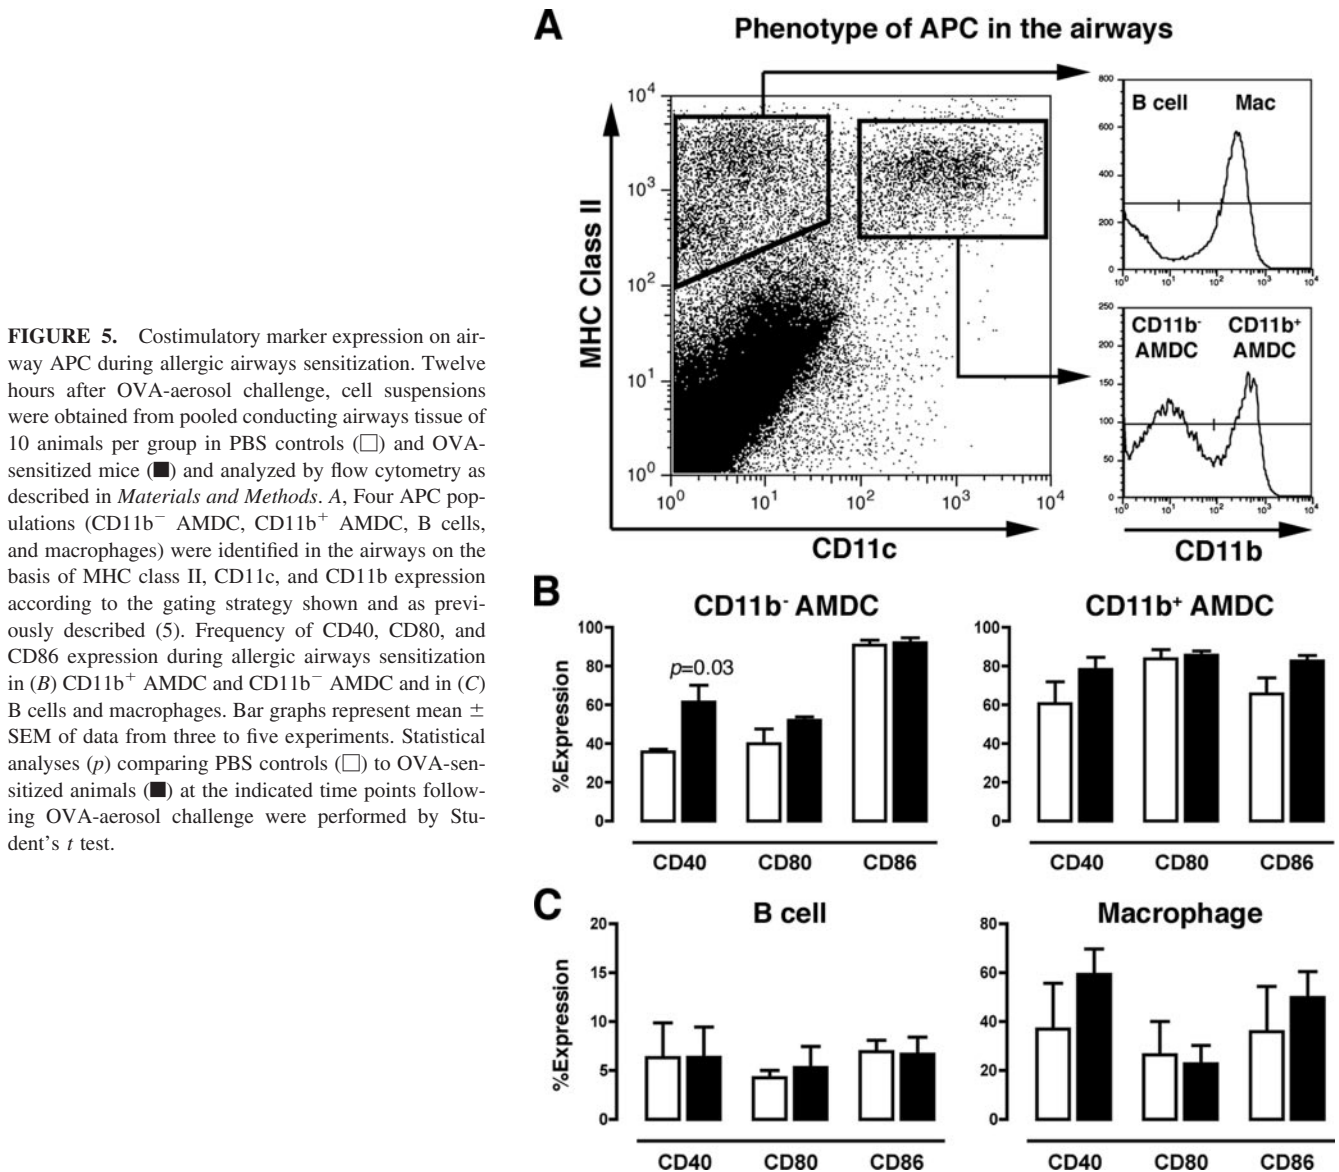 FIGURE 5. Costimulatory marker expression on air-
way APC during allergic airways sensitization. Twelve
hours after OVA-aerosol challenge, cell suspensions
were obtained from pooled conducting airways tissue of
10 animals per group in PBS controls (□) and OVA-
sensitized mice (■) and analyzed by flow cytometry as
described in Materials and Methods. A, Four APC pop-
ulations (CD11b⁻ AMDC, CD11b⁺ AMDC, B cells,
and macrophages) were identified in the airways on the
basis of MHC class II, CD11c, and CD11b expression
according to the gating strategy shown and as previ-
ously described (5). Frequency of CD40, CD80, and
CD86 expression during allergic airways sensitization
in (B) CD11b⁺ AMDC and CD11b⁻ AMDC and in (C)
B cells and macrophages. Bar graphs represent mean ±
SEM of data from three to five experiments. Statistical
analyses (p) comparing PBS controls (□) to OVA-sen-
sitized animals (■) at the indicated time points follow-
ing OVA-aerosol challenge were performed by Stu-
dent's t test.
A
Phenotype of APC in the airways
MHC Class II
10⁴
10³
10²
10¹
10⁰
10⁰ 10¹ 10² 10³ 10⁴
CD11c
800
600
400
200
0
B cell Mac
10⁰ 10¹ 10² 10³ 10⁴
250
200
150
100
50
0
CD11b⁻ CD11b⁺
AMDC AMDC
10⁰ 10¹ 10² 10³ 10⁴
CD11b
B
CD11b⁻ AMDC
%Expression
100
80
60
40
20
0
p=0.03
CD40 CD80 CD86
CD11b⁺ AMDC
100
80
60
40
20
0
CD40 CD80 CD86
C
B cell
%Expression
20
15
10
5
0
CD40 CD80 CD86
Macrophage
80
60
40
20
0
CD40 CD80 CD86